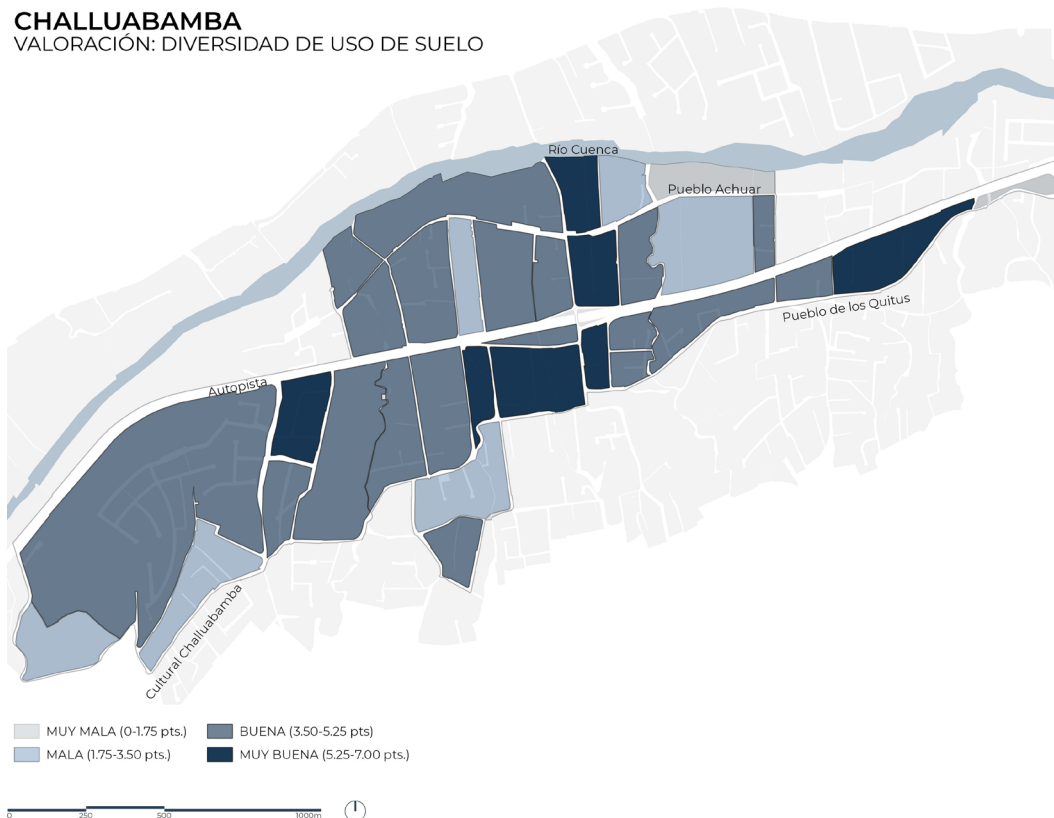 CHALLUABAMBA
VALORACIÓN: DIVERSIDAD DE USO DE SUELO
Río Cuenca
Pueblo Achuar
Pueblo de los Quitus
Autopista
Cultural Challuabamba
MUY MALA (0-1.75 pts.)
BUENA (3.50-5.25 pts)
MALA (1.75-3.50 pts.)
MUY BUENA (5.25-7.00 pts.)
0 250 500 1000m